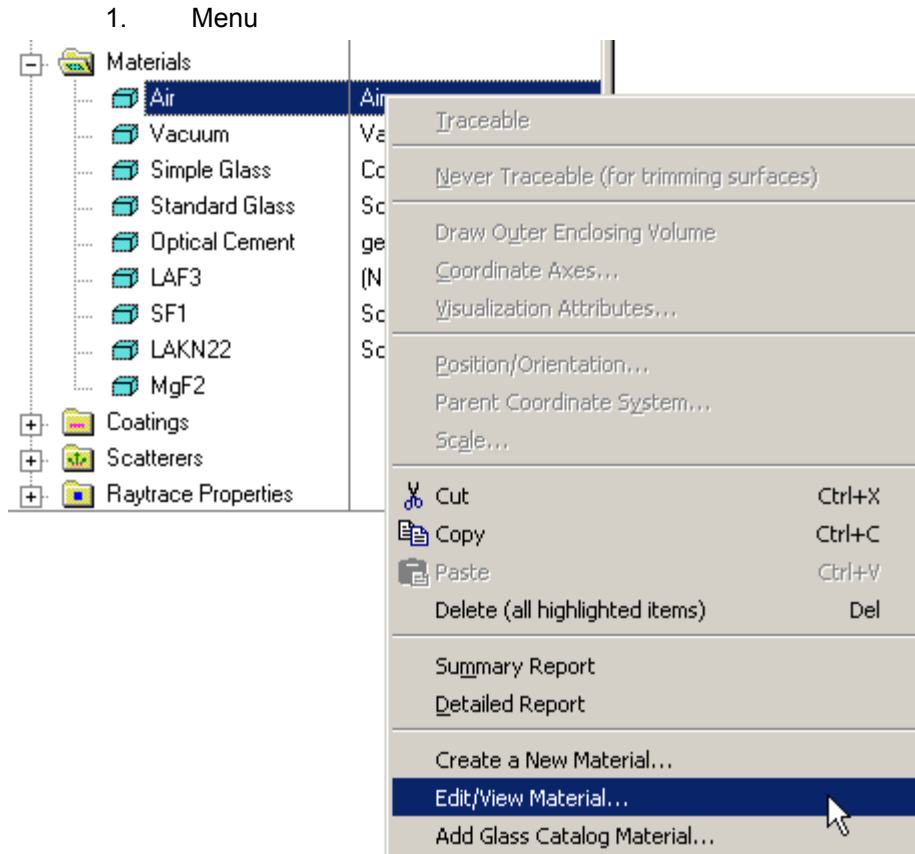 1. Menu
Materials
Air Air
Vacuum Va
Simple Glass Co
Standard Glass Sc
Optical Cement ge
LAF3 (N
SF1 Sc
LAKN22 Sc
MgF2
Coatings
Scatterers
Raytrace Properties
Traceable
Never Traceable (for trimming surfaces)
Draw Outer Enclosing Volume
Coordinate Axes...
Visualization Attributes...
Position/Orientation...
Parent Coordinate System...
Scale...
Cut Ctrl+X
Copy Ctrl+C
Paste Ctrl+V
Delete (all highlighted items) Del
Summary Report
Detailed Report
Create a New Material...
Edit/View Material...
Add Glass Catalog Material...